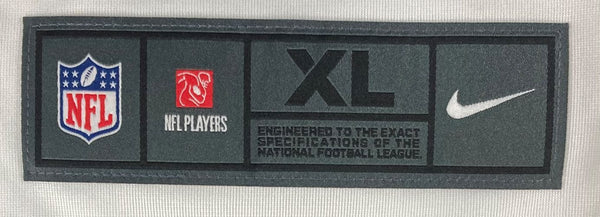 NFL
NFL PLAYERS
XL
ENGINEERED TO THE EXACT
SPECIFICATIONS OF THE
NATIONAL FOOTBALL LEAGUE.